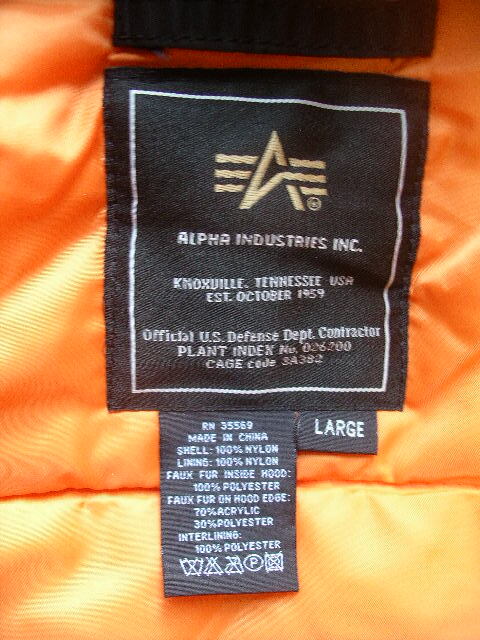 ALPHA INDUSTRIES INC.
KNOXVILLE, TENNESSEE USA
EST. OCTOBER 1959
Official U.S. Defense Dept. Contractor
PLANT INDEX No. 026200
CAGE code 3A382
LARGE
RN 35569
MADE IN CHINA
SHELL: 100% NYLON
LINING: 100% NYLON
FAUX FUR INSIDE HOOD:
100% POLYESTER
FAUX FUR ON HOOD EDGE:
70% ACRYLIC
30% POLYESTER
INTERLINING:
100% POLYESTER